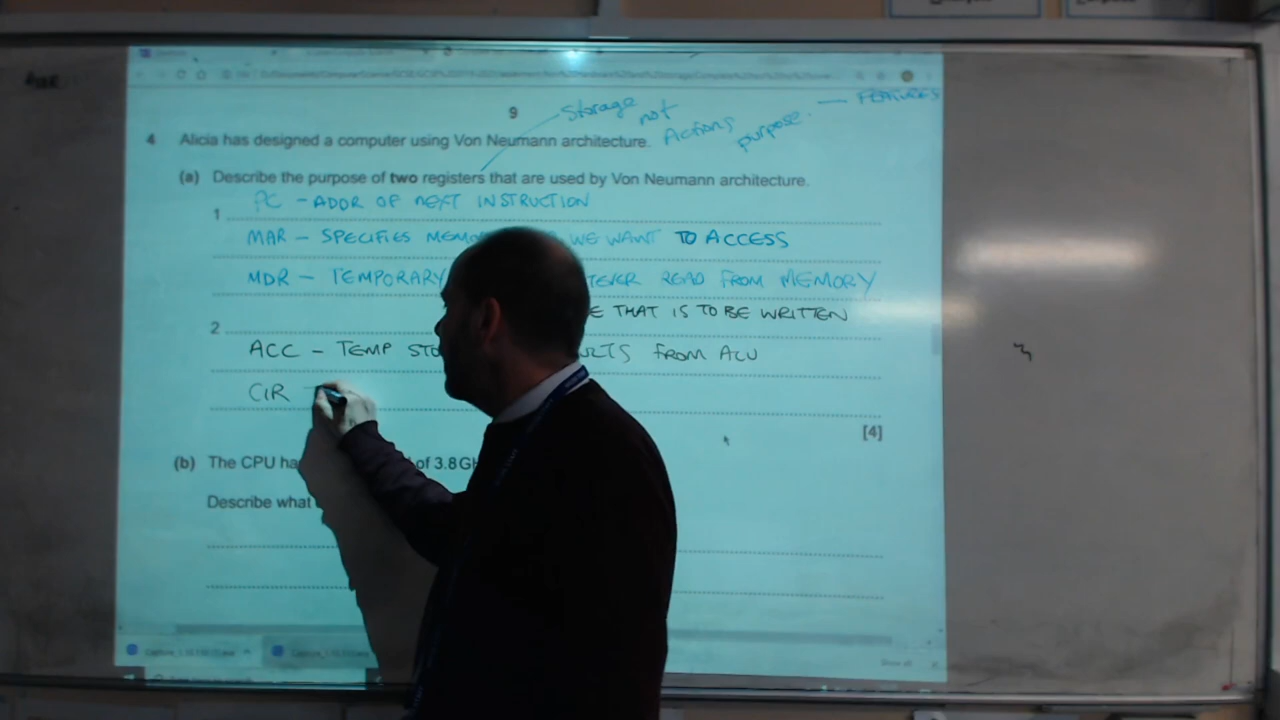 9
Storage not Actions purpose. — FEATURES
4 Alicia has designed a computer using Von Neumann architecture.
(a) Describe the purpose of two registers that are used by Von Neumann architecture.
PC - ADDR OF NEXT INSTRUCTION
1
MAR - SPECIFIES WE WANT TO ACCESS
MDR - TEMPORARY READ FROM MEMORY
THAT IS TO BE WRITTEN
2
ACC - TEMP FROM ALU
CIR -
[4]
(b) The CPU of 3.8
Describe what
Show all